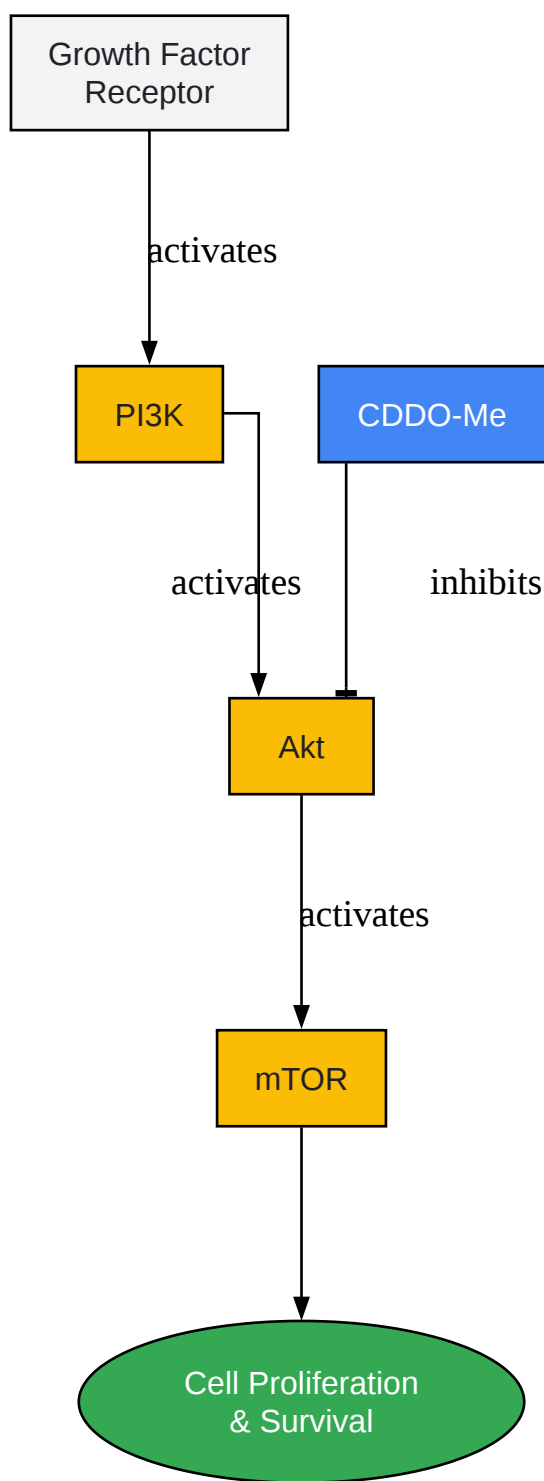 Growth Factor
Receptor
activates
PI3K
CDDO-Me
activates
inhibits
Akt
activates
mTOR
Cell Proliferation
& Survival